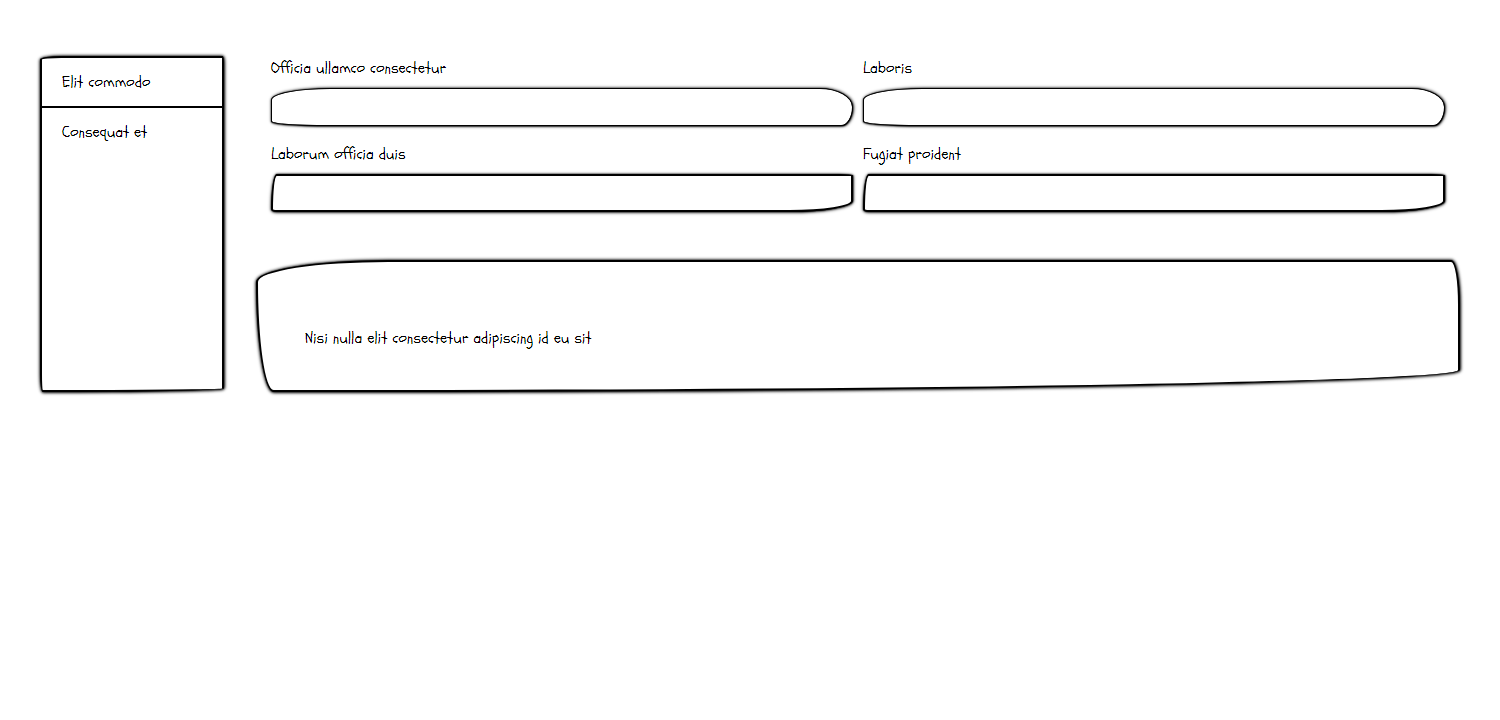 Elit commodo
Consequat et
Officia ullamco consectetur
Laboris
Laborum officia duis
Fugiat proident
Nisi nulla elit consectetur adipiscing id eu sit